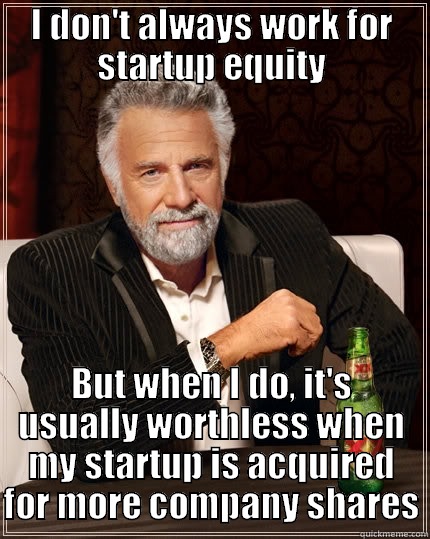 I don't always work for
startup equity
But when I do, it's
usually worthless when
my startup is acquired
for more company shares
quickmeme.com